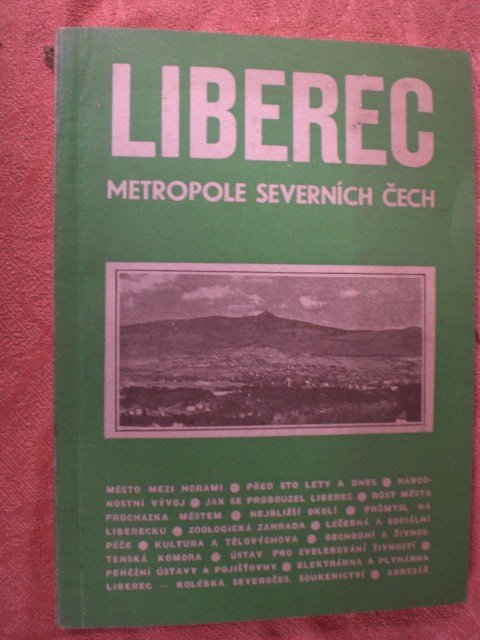 LIBEREC
METROPOLE SEVERNÍCH ČECH
MĚSTO MEZI HORAMI ● PŘED STO LETY A DNES ● NÁROD-
NOSTNÍ VÝVOJ ● JAK SE PROBOUZEL LIBEREC ● RŮST MĚSTA
PROCHÁZKA MĚSTEM ● NEJBLIŽŠÍ OKOLÍ ● PRŮMYSL NA
LIBERECKU ● ZOOLOGICKÁ ZAHRADA ● LÉČEBNÁ A SOCIÁLNÍ
PÉČE ● KULTURA A TĚLOVÝCHOVA ● OBCHODNÍ A ŽIVNOS-
TENSKÁ KOMORA ● ÚSTAV PRO ZVELEBOVÁNÍ ŽIVNOSTÍ ●
PENĚŽNÍ ÚSTAVY A POJIŠŤOVNY ● ELEKTRÁRNA A PLYNÁRNA
LIBEREC — KOLÉBKA SEVEROČES. SOUKENICTVÍ ● ADRESÁŘ